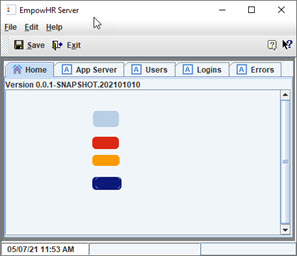 EmpowHR Server
File Edit Help
Save Exit
Home App Server Users Logins Errors
Version 0.0.1-SNAPSHOT.202101010
05/07/21 11:53 AM